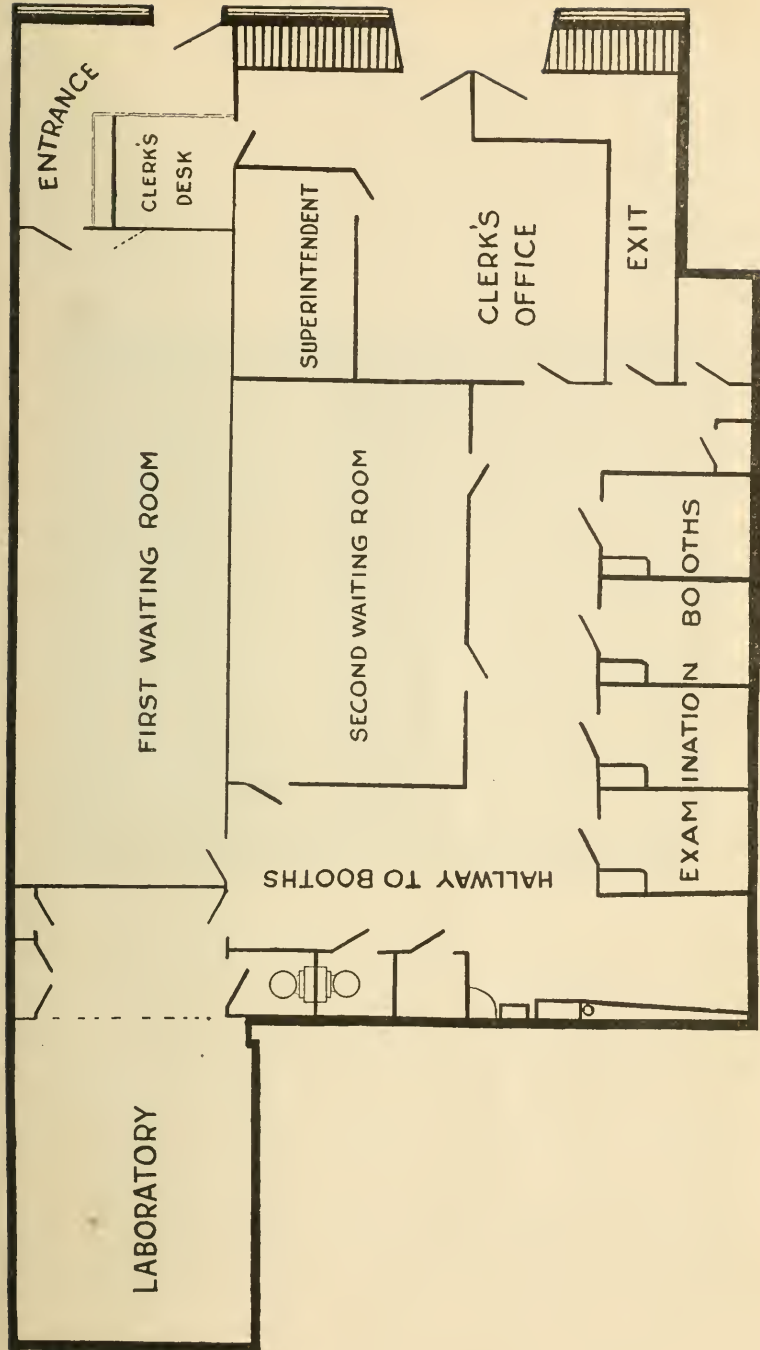 ENTRANCE
CLERK'S
DESK
SUPERINTENDENT
CLERK'S
OFFICE
EXIT
FIRST WAITING ROOM
SECOND WAITING ROOM
EXAMINATION BOOTHS
HALLWAY TO BOOTHS
LABORATORY